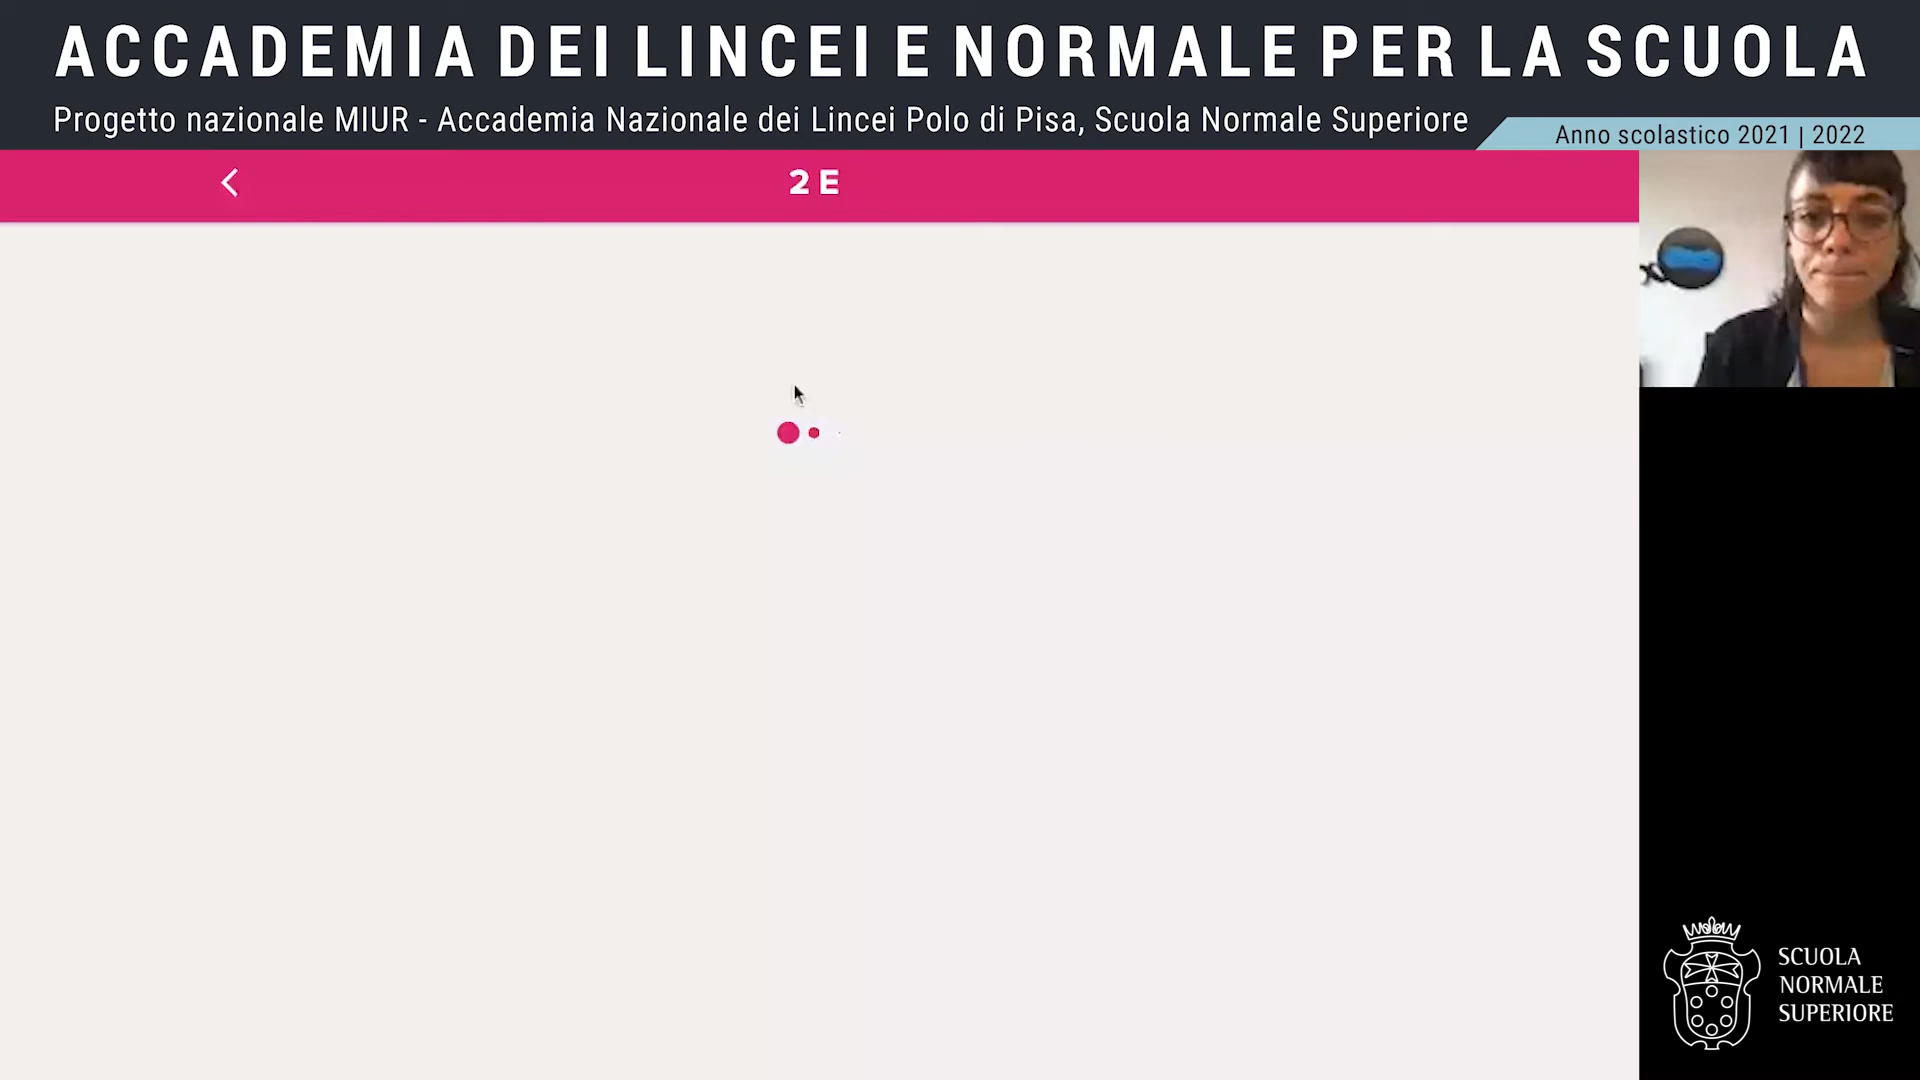 ACCADEMIA DEI LINCEI E NORMALE PER LA SCUOLA
Progetto nazionale MIUR - Accademia Nazionale dei Lincei Polo di Pisa, Scuola Normale Superiore
Anno scolastico 2021 | 2022
2 E
SCUOLA
NORMALE
SUPERIORE